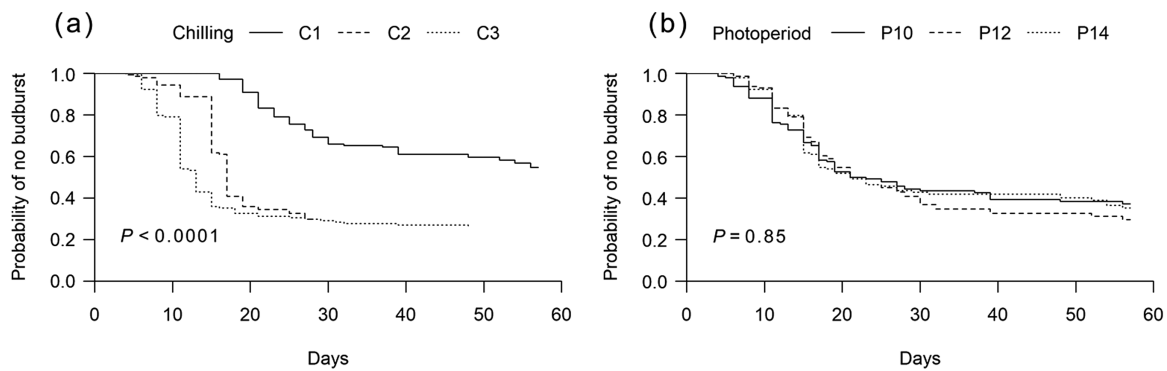 (a) Chilling C1 C2 C3
Probability of no budburst
1.0
0.8
0.6
0.4
0.2
0.0
P < 0.0001
0 10 20 30 40 50 60
Days
(b) Photoperiod P10 P12 P14
Probability of no budburst
1.0
0.8
0.6
0.4
0.2
0.0
P = 0.85
0 10 20 30 40 50 60
Days